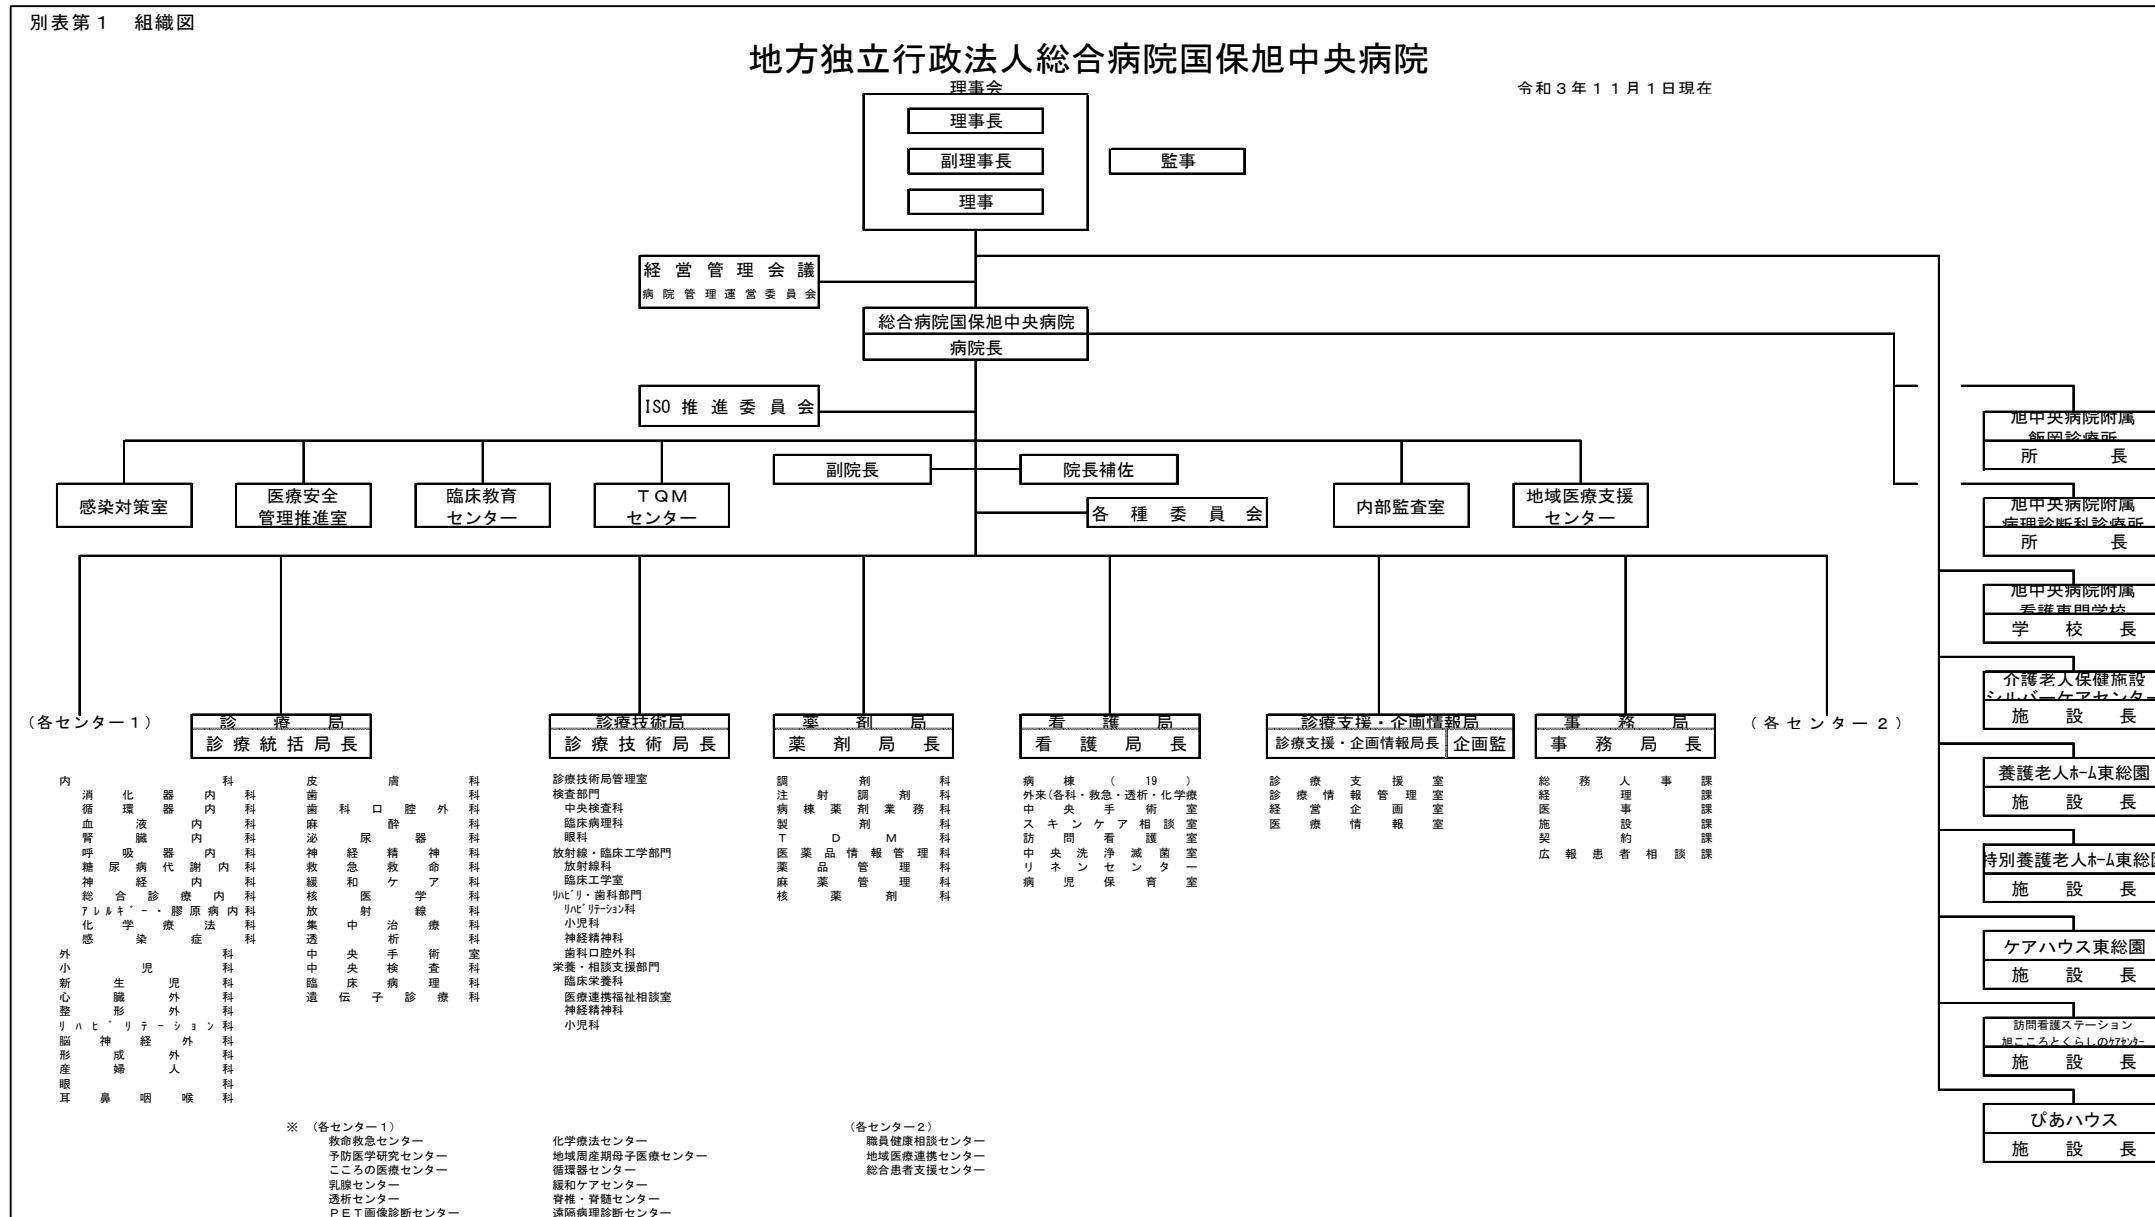 別表第１　組織図
地方独立行政法人総合病院国保旭中央病院
令和３年１１月１日現在
理事会
理事長
副理事長
監事
理事
経営管理会議
病院管理運営委員会
総合病院国保旭中央病院
病院長
ISO推進委員会
副院長
院長補佐
感染対策室
医療安全
管理推進室
臨床教育
センター
ＴＱＭ
センター
各種委員会
内部監査室
地域医療支援
センター
旭中央病院附属
飯岡診療所
所長
旭中央病院附属
病理診断科診療所
所長
旭中央病院附属
看護専門学校
学校長
介護老人保健施設
シルバーケアセンター
施設長
養護老人ホーム東総園
施設長
特別養護老人ホーム東総園
施設長
ケアハウス東総園
施設長
訪問看護ステーション
旭こころとくらしのケアセンター
施設長
ぴあハウス
施設長
（各センター１）
診療局
診療統括局長
診療技術局
診療技術局長
薬剤局
薬剤局長
看護局
看護局長
診療支援・企画情報局
診療支援・企画情報局長
企画監
事務局
事務局長
（各センター２）
内科
消化器内科
循環器内科
血液内科
腎臓内科
呼吸器内科
糖尿病代謝内科
神経内科
総合診療内科
アレルギー・膠原病内科
化学療法科
感染症科
外科
小児科
新生児科
心臓外科
整形外科
リハビリテーション科
脳神経外科
形成外科
産婦人科
眼科
耳鼻咽喉科
皮膚科
歯科
歯科口腔外科
麻酔科
泌尿器科
神経精神科
救急救命科
緩和ケア科
核医学科
放射線科
集中治療科
透析科
中央手術室
中央検査科
臨床病理科
遺伝子診療科
診療技術局管理室
検査部門
中央検査科
臨床病理科
眼科
放射線・臨床工学部門
放射線科
臨床工学室
リハビリ・歯科部門
リハビリテーション科
小児科
神経精神科
歯科口腔外科
栄養・相談支援部門
臨床栄養科
医療連携福祉相談室
神経精神科
小児科
調剤科
注射調剤科
病棟薬剤業務科
製剤科
ＴＤＭ科
医薬品情報管理科
薬品管理科
麻薬管理科
核薬剤科
病棟（19）
外来(各科・救急・透析・化学療
中央手術室
スキンケア相談室
訪問看護室
中央洗浄滅菌室
リネンセンター
病児保育室
診療支援室
診療情報管理室
経営企画室
医療情報室
総務人事課
経理課
医事課
施設課
契約課
広報患者相談課
※（各センター１）
救命救急センター
予防医学研究センター
こころの医療センター
乳腺センター
透析センター
ＰＥＴ画像診断センター
化学療法センター
地域周産期母子医療センター
循環器センター
緩和ケアセンター
脊椎・脊髄センター
遠隔病理診断センター
（各センター２）
職員健康相談センター
地域医療連携センター
総合患者支援センター